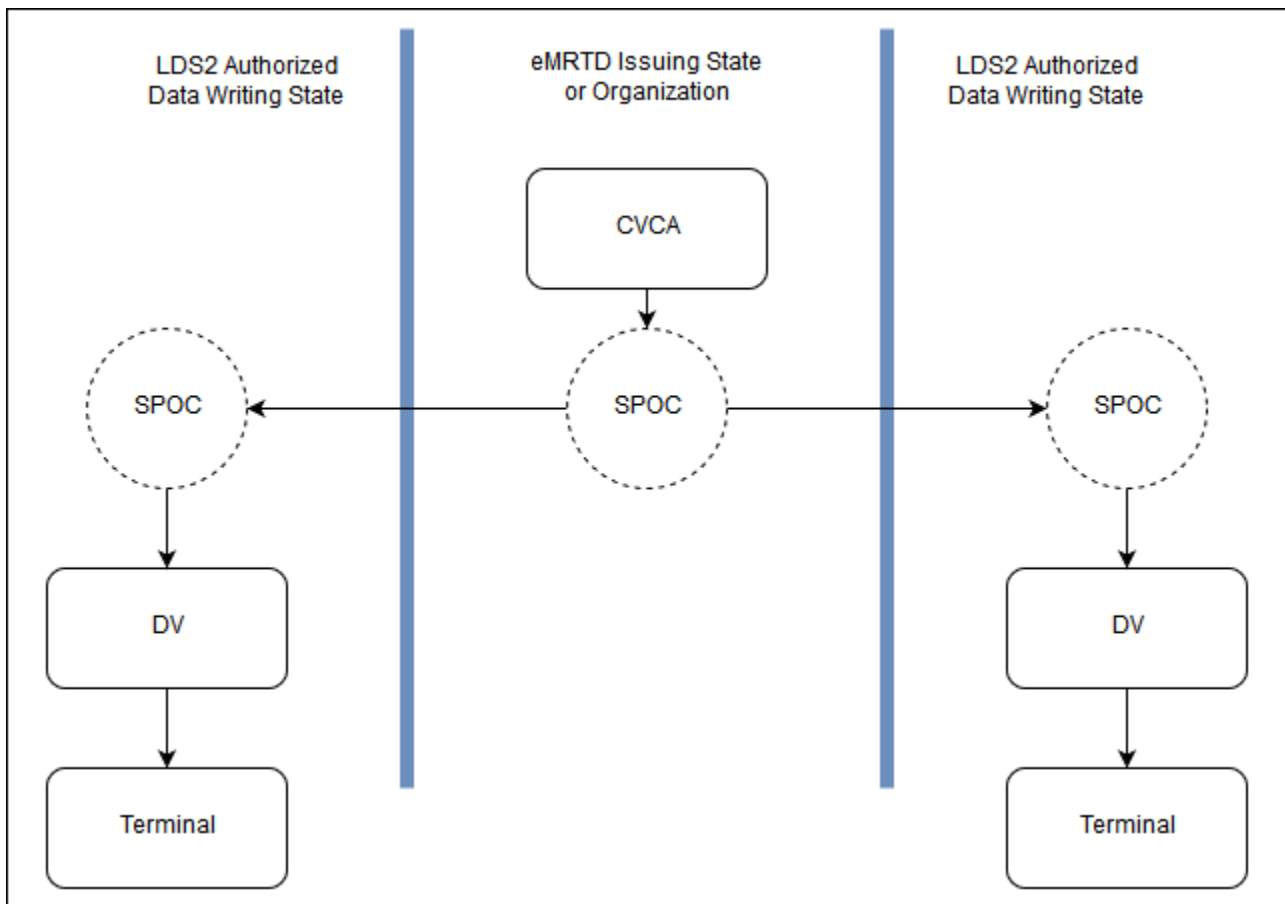 LDS2 Authorized
Data Writing State
eMRTD Issuing State
or Organization
LDS2 Authorized
Data Writing State
CVCA
SPOC
SPOC
SPOC
DV
DV
Terminal
Terminal